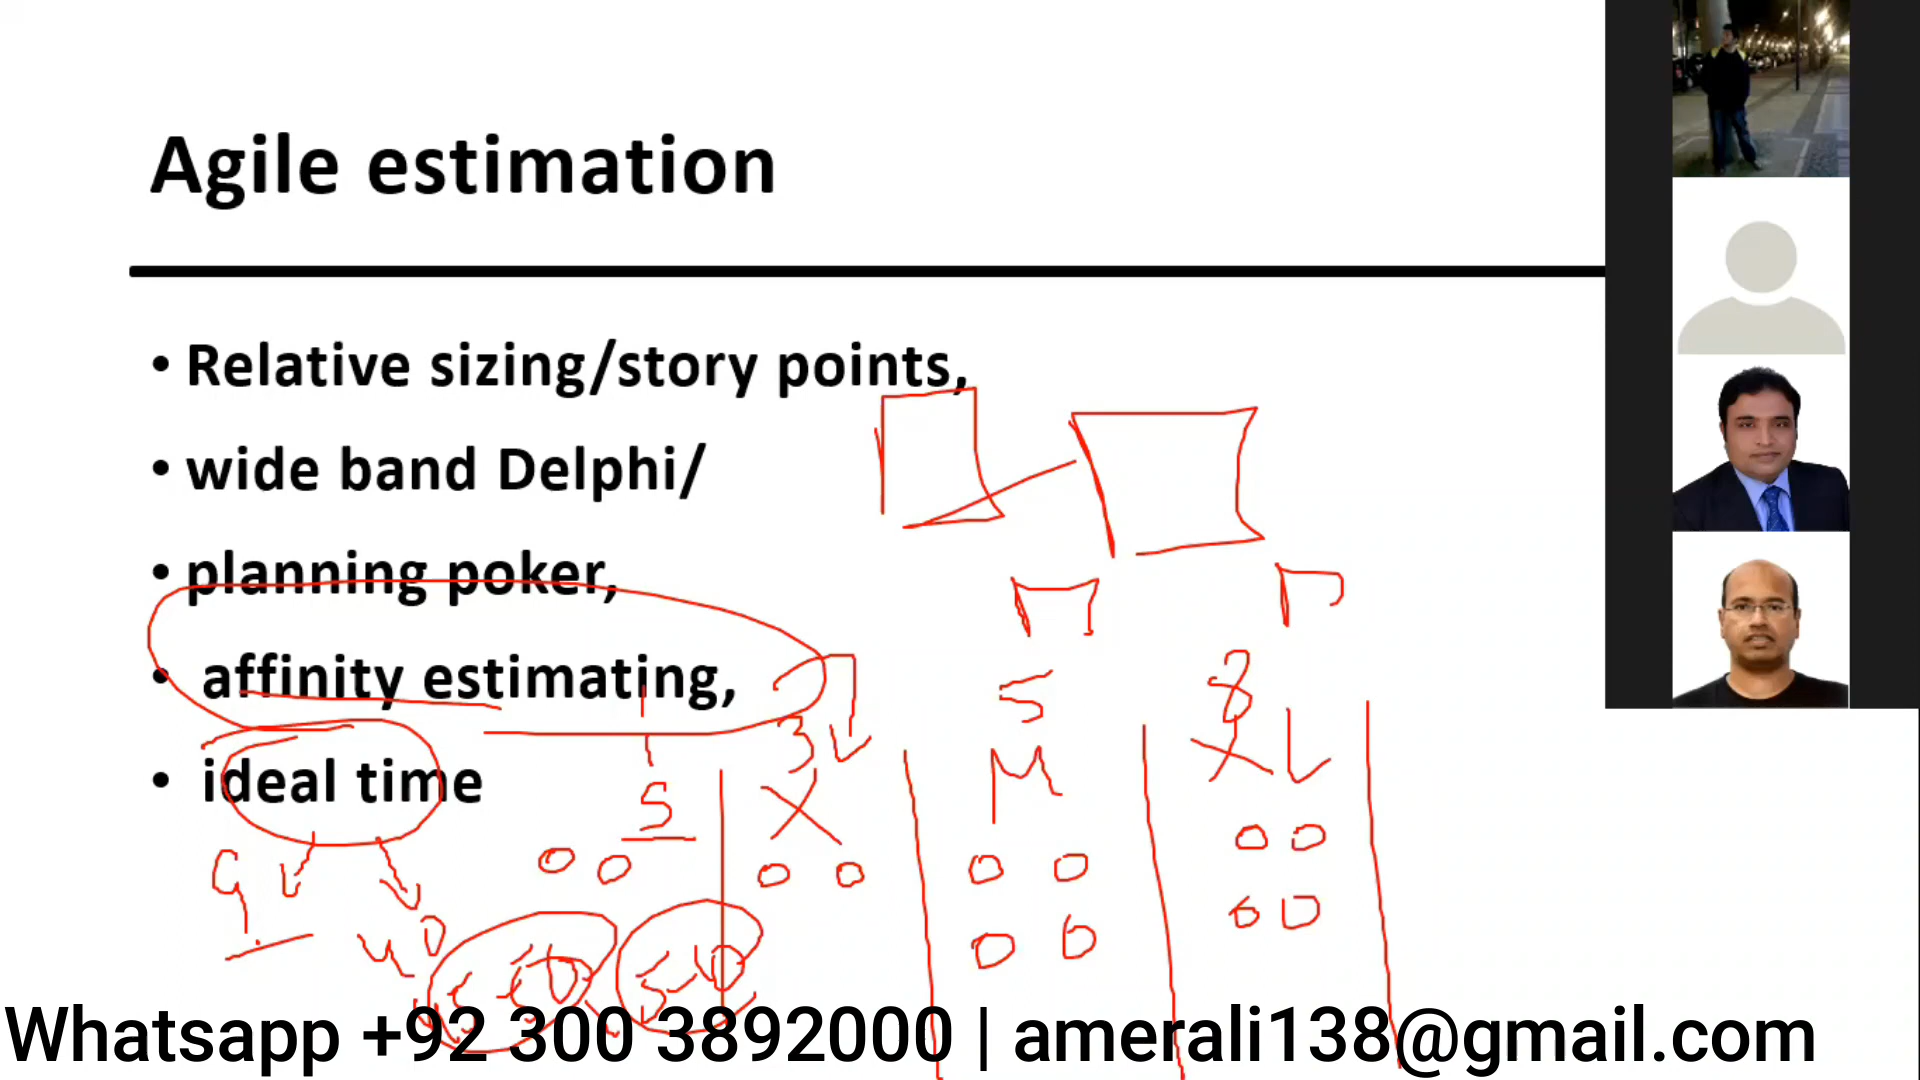 Agile estimation
• Relative sizing/story points,
• wide band Delphi/
• planning poker,
• affinity estimating,
• ideal time
5 8
3
S X M XL
Whatsapp +92 300 3892000 | amerali138@gmail.com